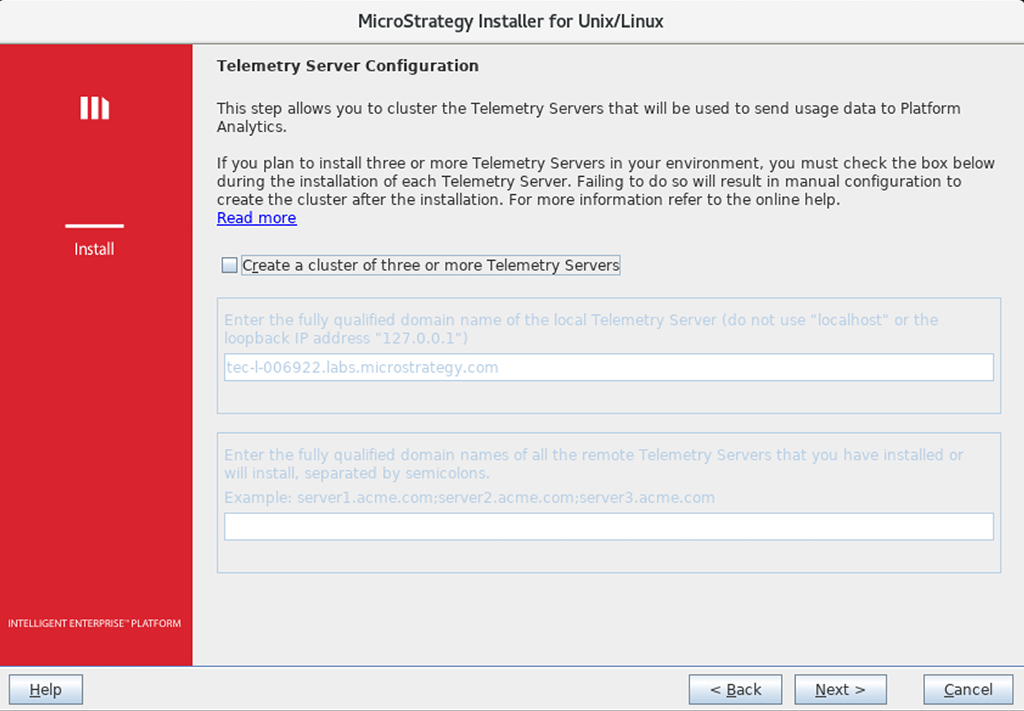 MicroStrategy Installer for Unix/Linux
Telemetry Server Configuration
This step allows you to cluster the Telemetry Servers that will be used to send usage data to Platform
Analytics.
If you plan to install three or more Telemetry Servers in your environment, you must check the box below
during the installation of each Telemetry Server. Failing to do so will result in manual configuration to
create the cluster after the installation. For more information refer to the online help.
Read more
Install
Create a cluster of three or more Telemetry Servers
Enter the fully qualified domain name of the local Telemetry Server (do not use "localhost" or the
loopback IP address "127.0.0.1")
tec-l-006922.labs.microstrategy.com
Enter the fully qualified domain names of all the remote Telemetry Servers that you have installed or
will install, separated by semicolons.
Example: server1.acme.com;server2.acme.com;server3.acme.com
INTELLIGENT ENTERPRISE™ PLATFORM
Help
< Back
Next >
Cancel